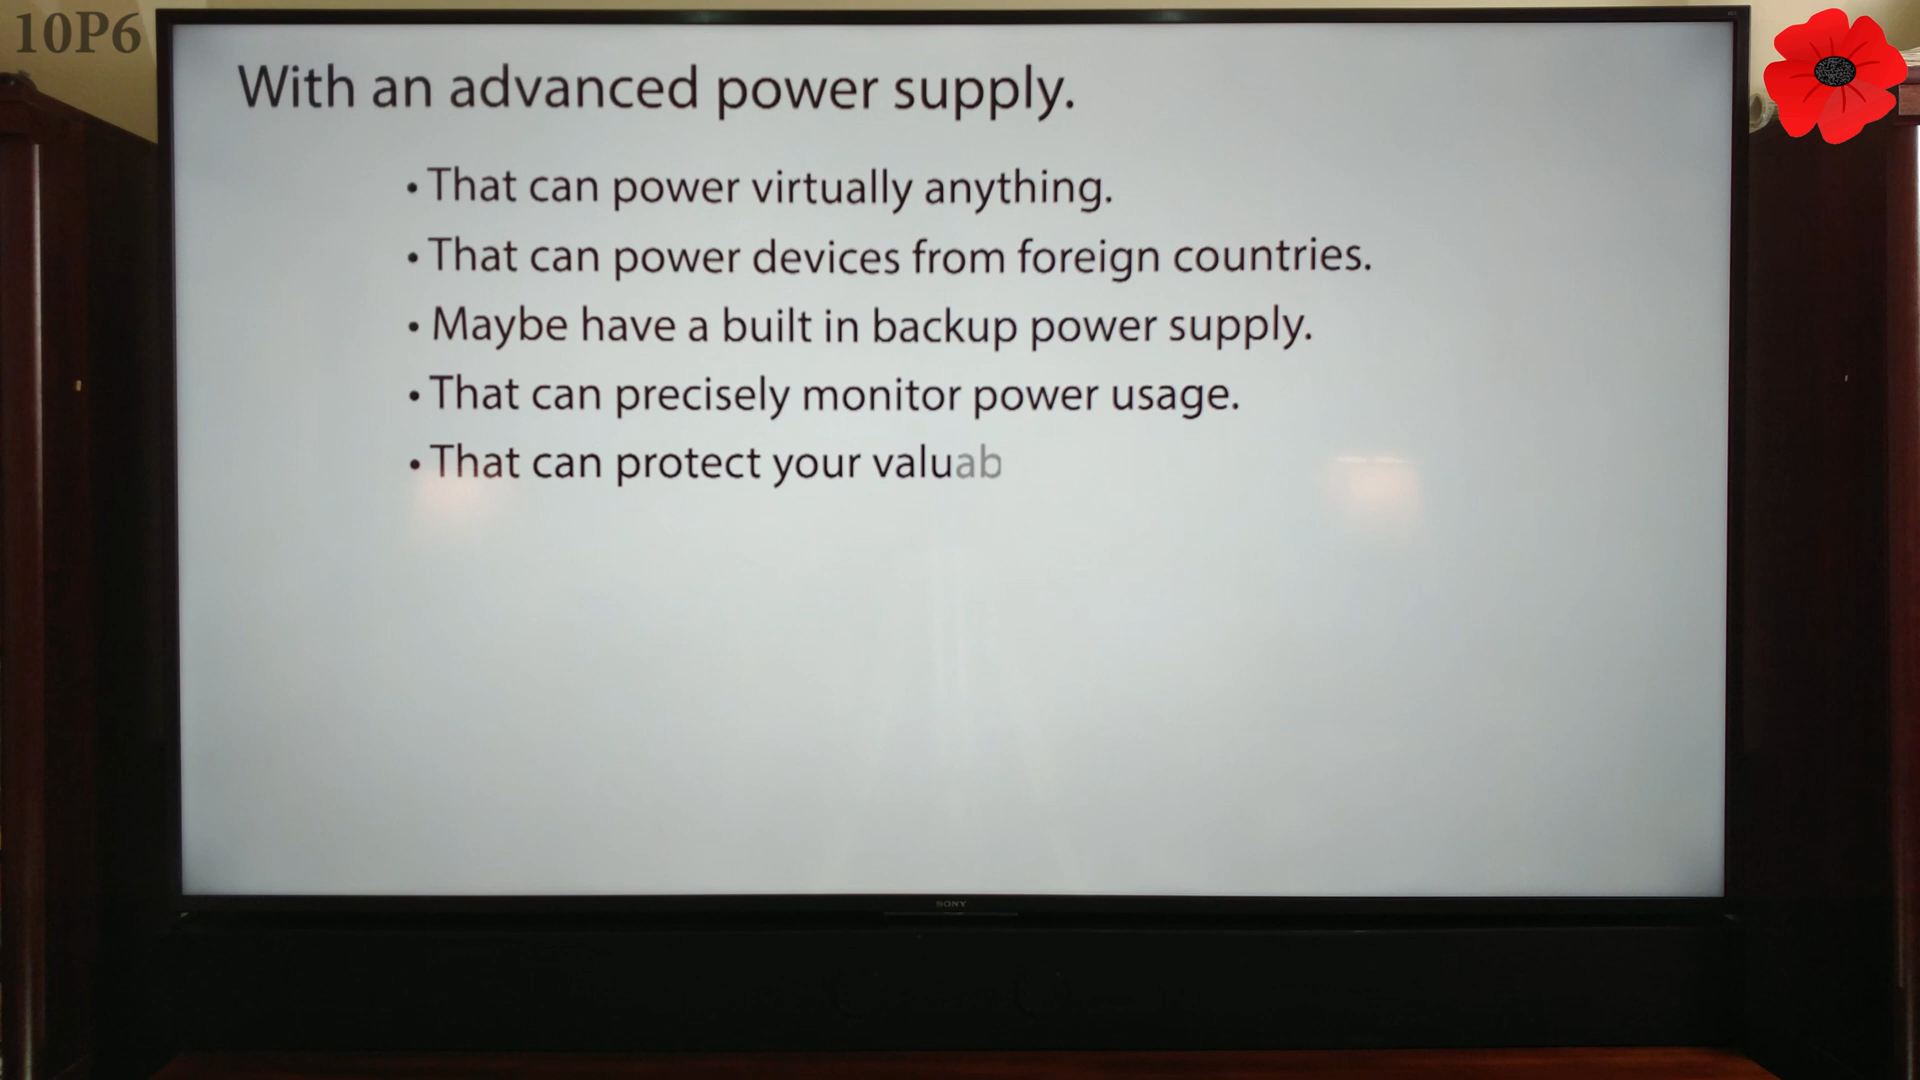 10P6
With an advanced power supply.
• That can power virtually anything.
• That can power devices from foreign countries.
• Maybe have a built in backup power supply.
• That can precisely monitor power usage.
• That can protect your valuab
SONY